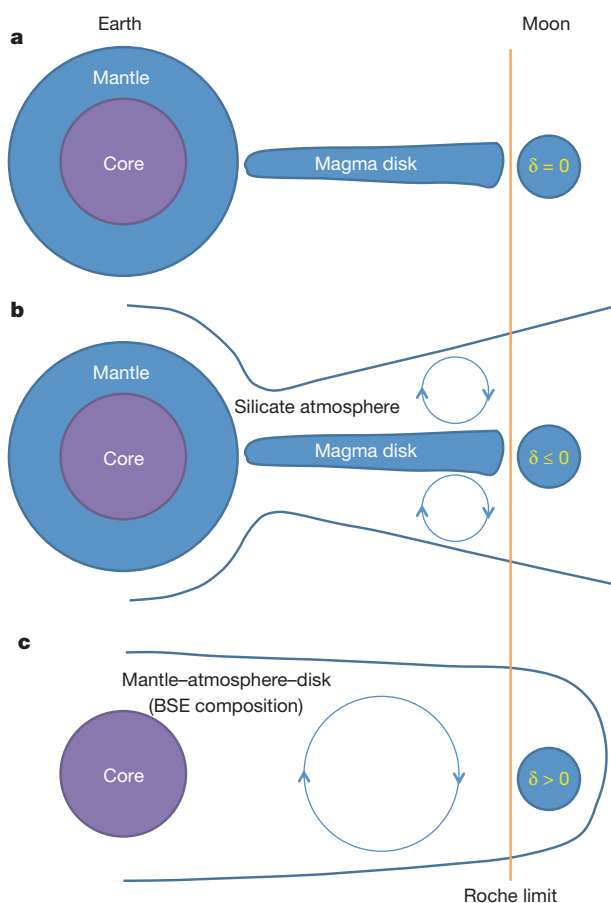 Earth
Moon
a
Mantle
Core
Magma disk
δ = 0
b
Mantle
Silicate atmosphere
Core
Magma disk
δ ≤ 0
c
Mantle–atmosphere–disk
(BSE composition)
Core
δ > 0
Roche limit